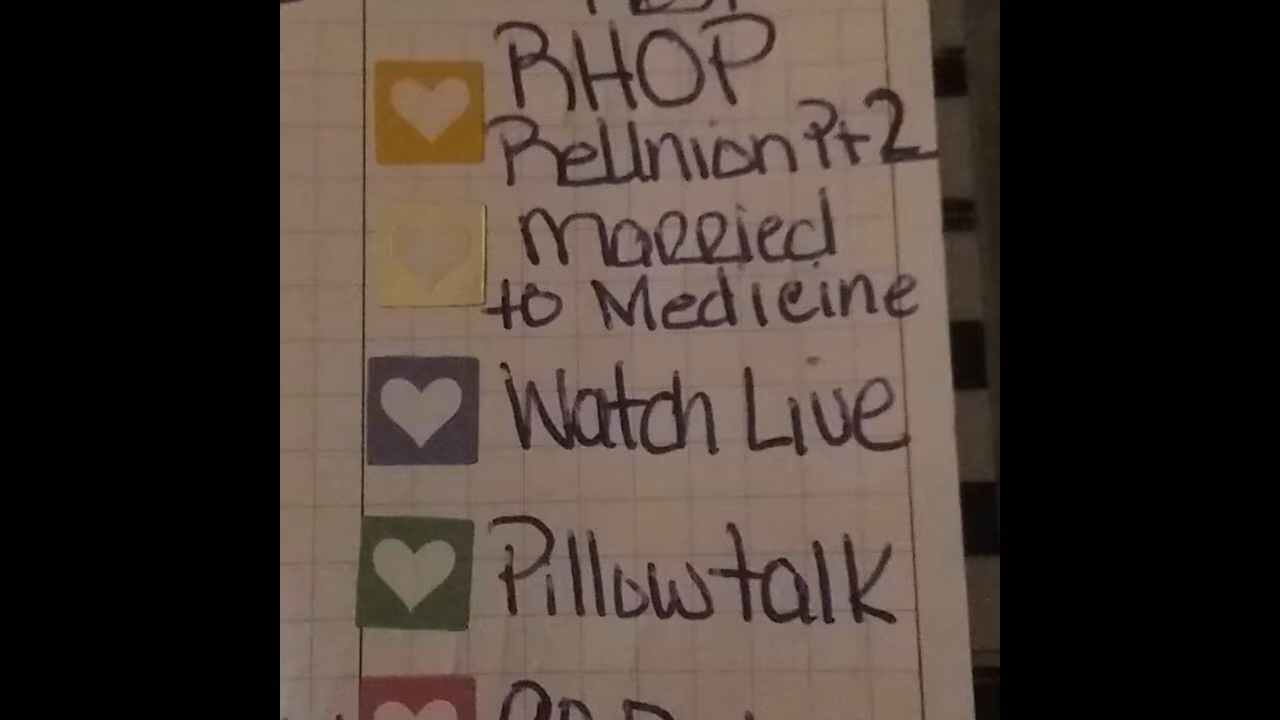 RHOP
ReUnion Pt 2
Married
to Medicine
Watch Live
Pillowtalk